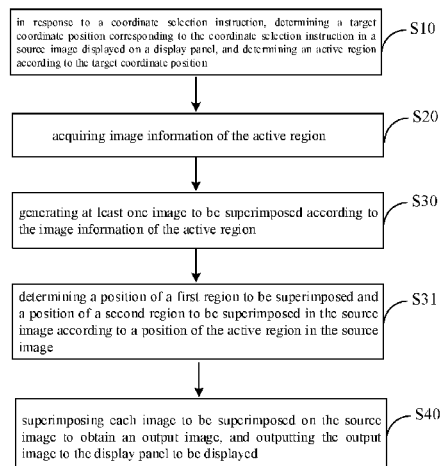 in response to a coordinate selection instruction, determining a target
coordinate position corresponding to the coordinate selection instruction in a
source image displayed on a display panel, and determining an active region
according to the target coordinate position
S10
acquiring image information of the active region
S20
generating at least one image to be superimposed according to
the image information of the active region
S30
determining a position of a first region to be superimposed and
a position of a second region to be superimposed in the source
image according to a position of the active region in the source
image
S31
superimposing each image to be superimposed on the source
image to obtain an output image, and outputting the output
image to the display panel to be displayed
S40